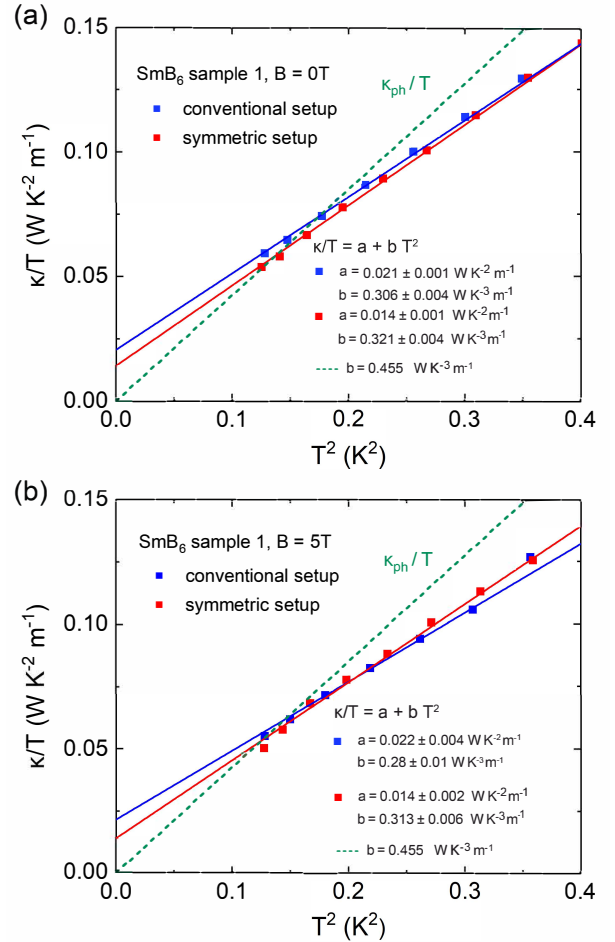 (a)
0.15
0.10
0.05
0.00
κ/T (W K⁻² m⁻¹)
SmB₆ sample 1, B = 0T
conventional setup
symmetric setup
κₚₕ / T
κ/T = a + b T²
a = 0.021 ± 0.001 W K⁻² m⁻¹
b = 0.306 ± 0.004 W K⁻³ m⁻¹
a = 0.014 ± 0.001 W K⁻² m⁻¹
b = 0.321 ± 0.004 W K⁻³ m⁻¹
b = 0.455 W K⁻³ m⁻¹
0.0 0.1 0.2 0.3 0.4
T² (K²)
(b)
0.15
0.10
0.05
0.00
κ/T (W K⁻² m⁻¹)
SmB₆ sample 1, B = 5T
conventional setup
symmetric setup
κₚₕ / T
κ/T = a + b T²
a = 0.022 ± 0.004 W K⁻² m⁻¹
b = 0.28 ± 0.01 W K⁻³ m⁻¹
a = 0.014 ± 0.002 W K⁻² m⁻¹
b = 0.313 ± 0.006 W K⁻³ m⁻¹
b = 0.455 W K⁻³ m⁻¹
0.0 0.1 0.2 0.3 0.4
T² (K²)